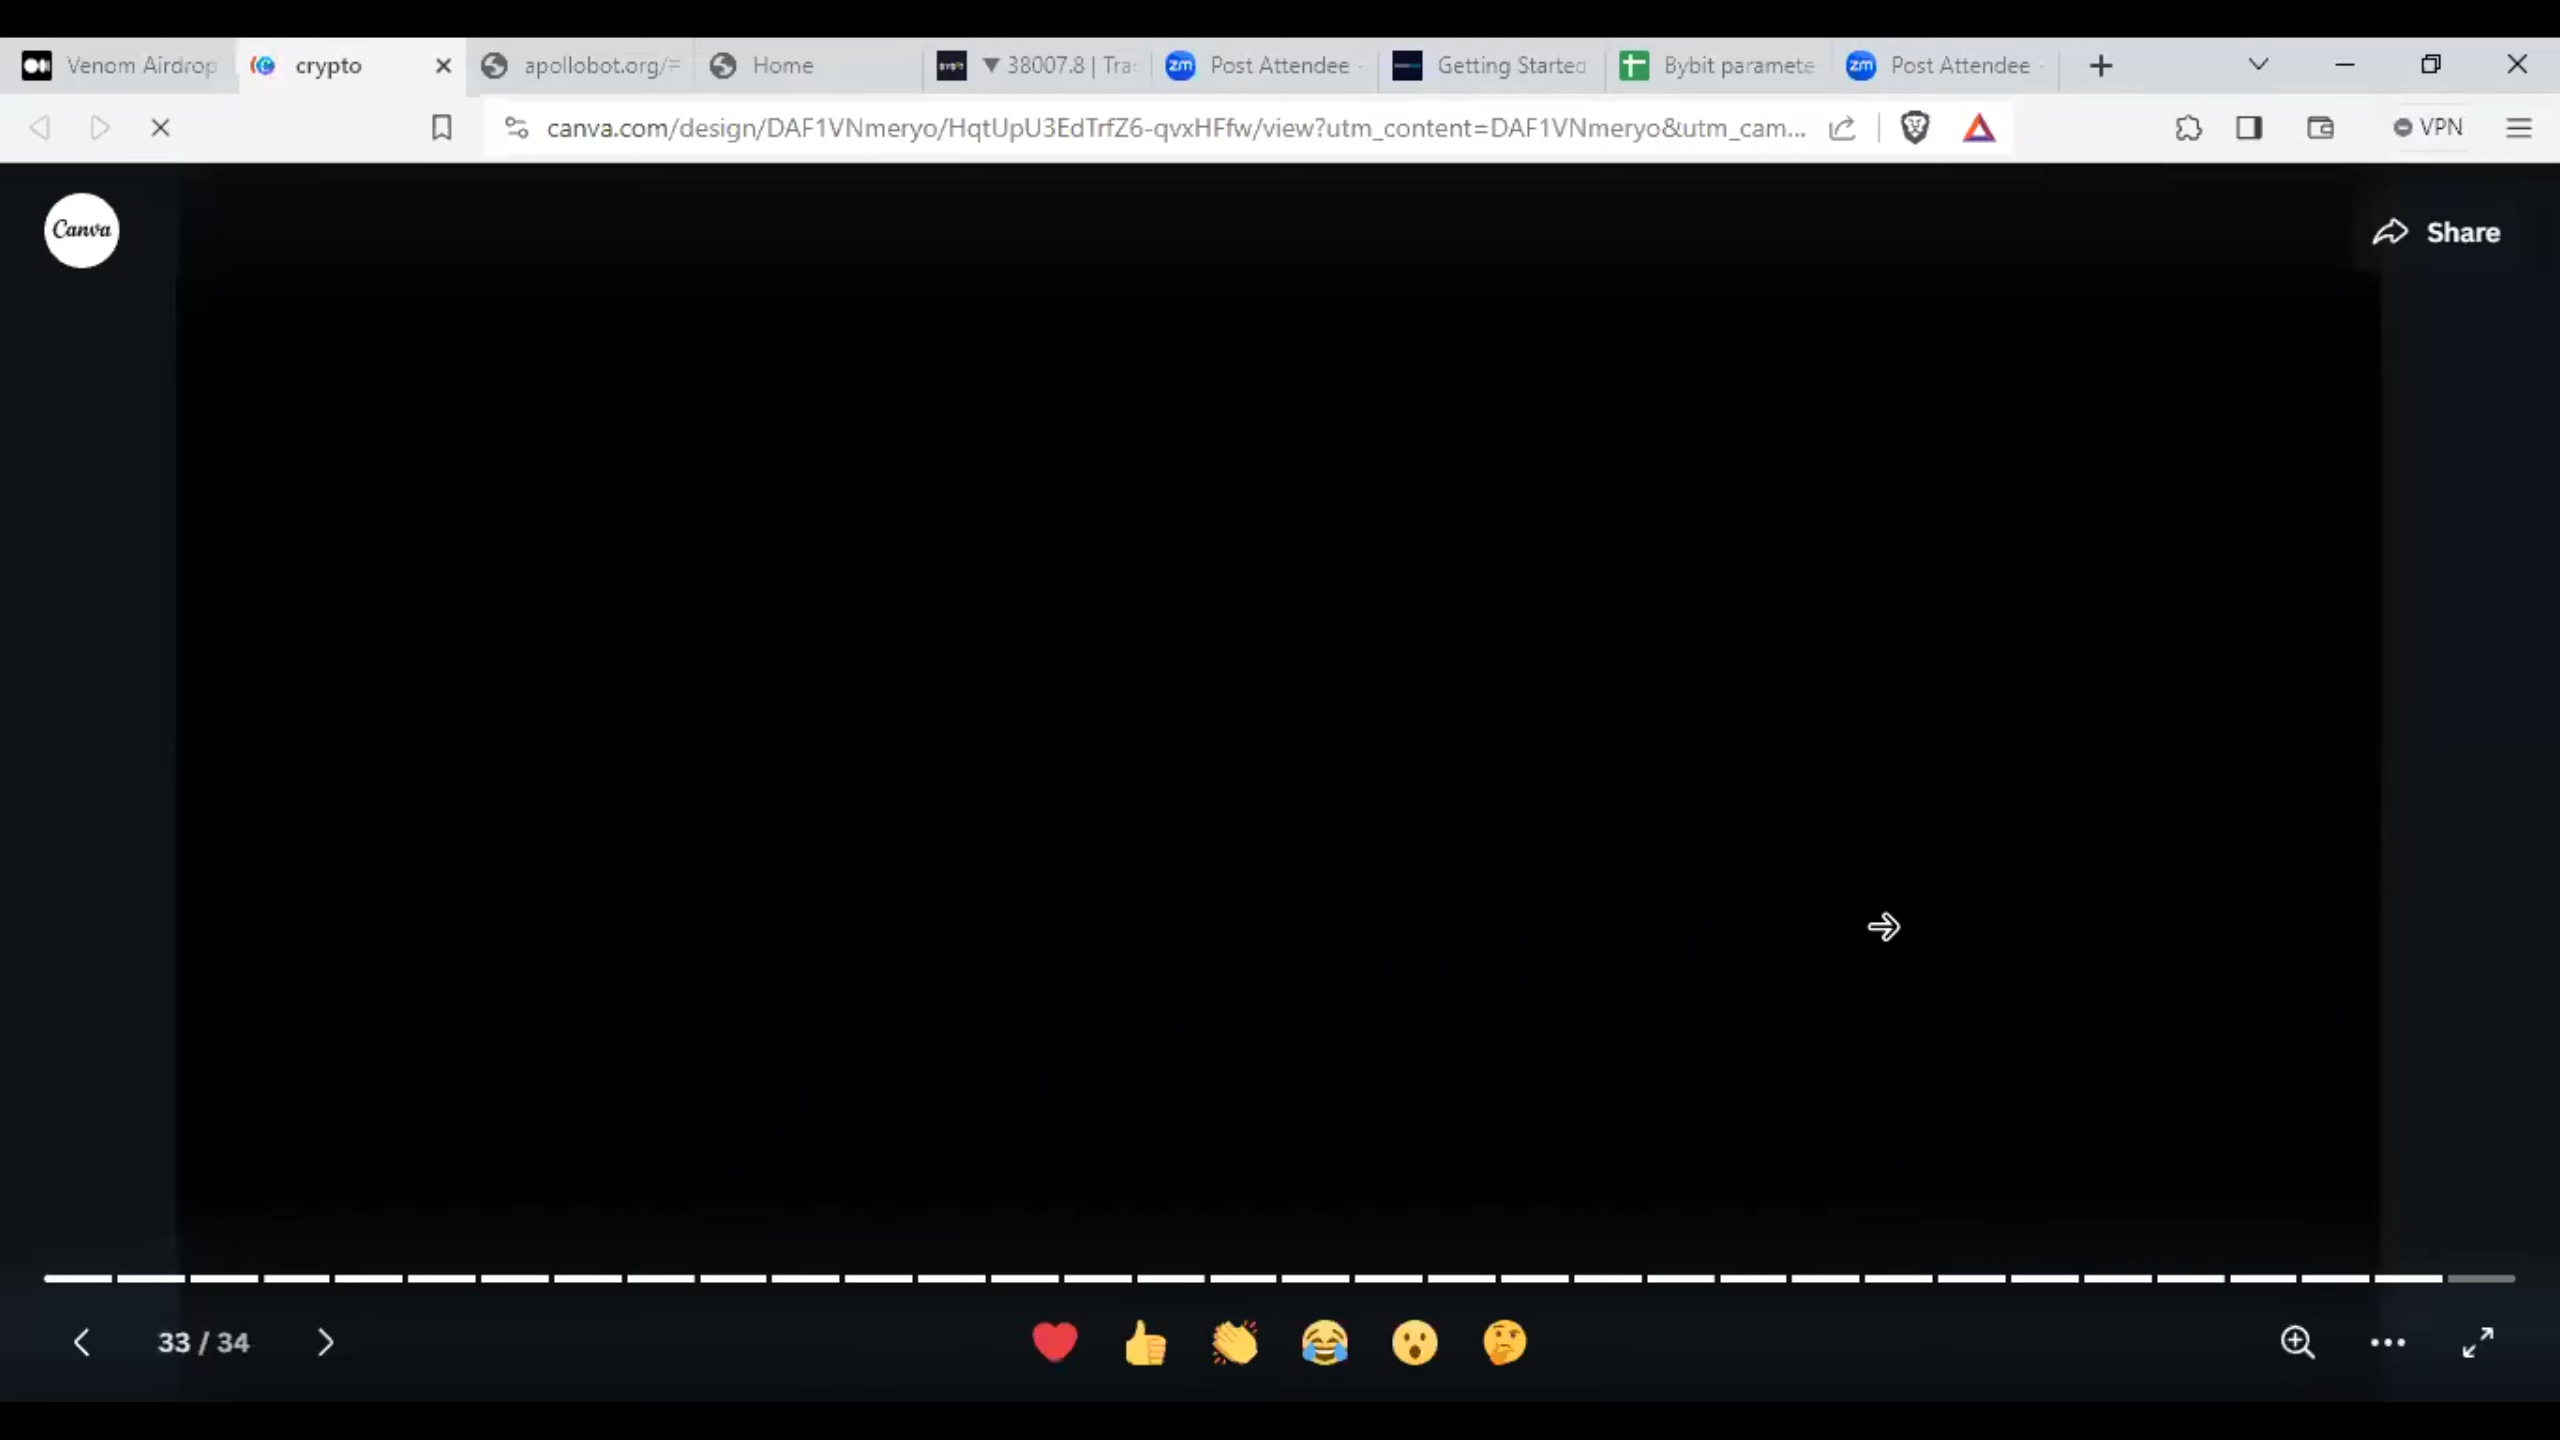 Venom Airdrop
crypto
apollobot.org/=
Home
▼ 38007.8 | Tra
Post Attendee -
Getting Started
Bybit paramete
Post Attendee -
canva.com/design/DAF1VNmeryo/HqtUpU3EdTrfZ6-qvxHFfw/view?utm_content=DAF1VNmeryo&utm_cam...
VPN
Canva
Share
33 / 34